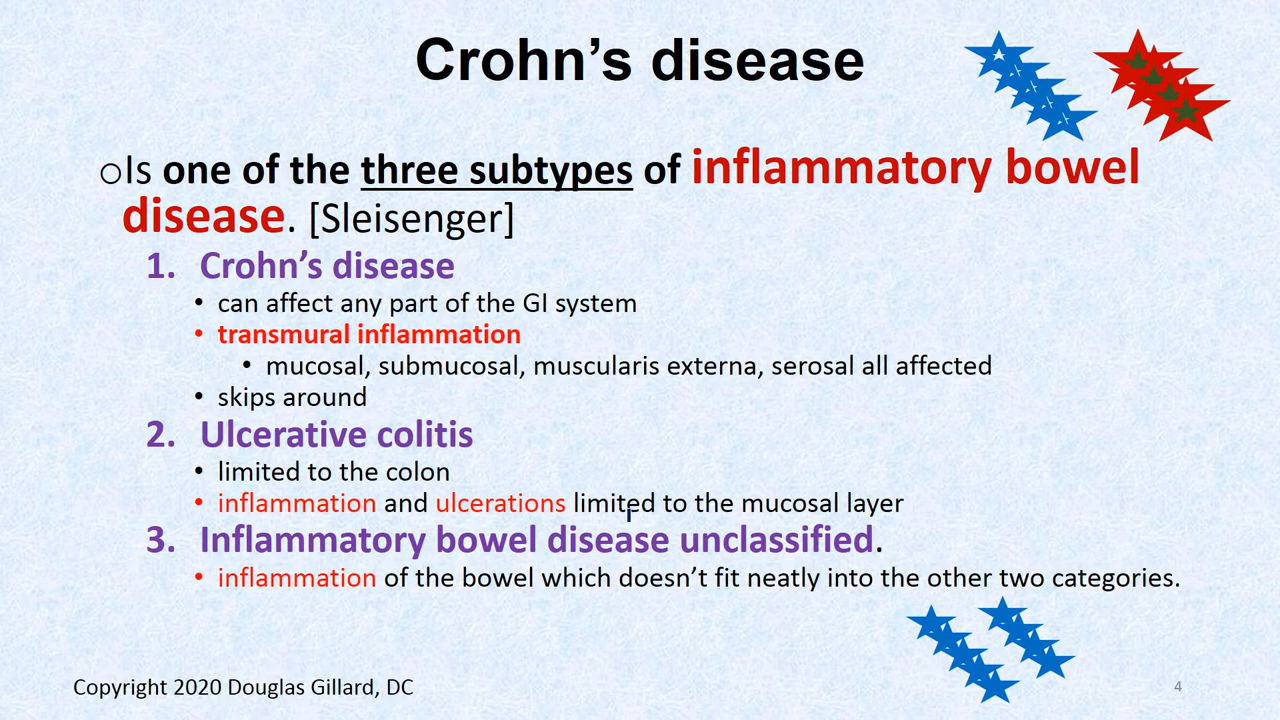 Crohn’s disease
oIs one of the three subtypes of inflammatory bowel
disease. [Sleisenger]
1. Crohn’s disease
• can affect any part of the GI system
• transmural inflammation
• mucosal, submucosal, muscularis externa, serosal all affected
• skips around
2. Ulcerative colitis
• limited to the colon
• inflammation and ulcerations limited to the mucosal layer
3. Inflammatory bowel disease unclassified.
• inflammation of the bowel which doesn’t fit neatly into the other two categories.
Copyright 2020 Douglas Gillard, DC
4